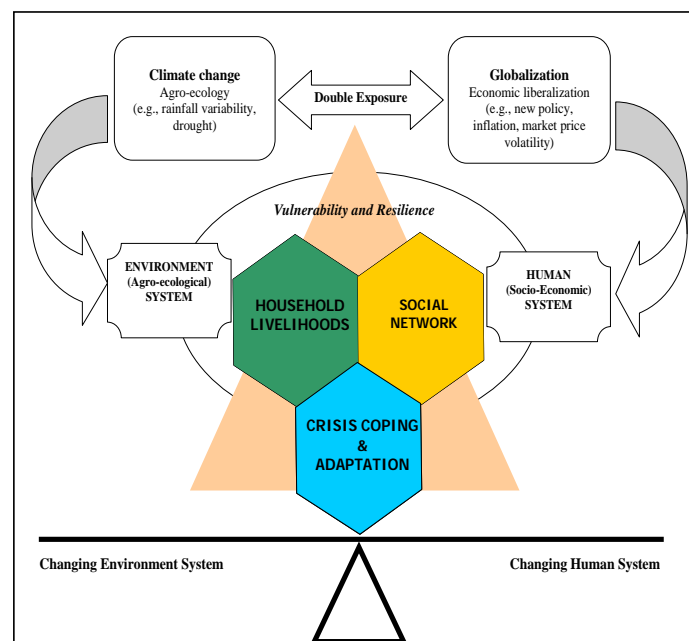 Climate change
Agro-ecology
(e.g., rainfall variability,
drought)
Double Exposure
Globalization
Economic liberalization
(e.g., new policy,
inflation, market price
volatility)
Vulnerability and Resilience
ENVIRONMENT
(Agro-ecological)
SYSTEM
HOUSEHOLD
LIVELIHOODS
SOCIAL
NETWORK
HUMAN
(Socio-Economic)
SYSTEM
CRISIS COPING
&
ADAPTATION
Changing Environment System
Changing Human System